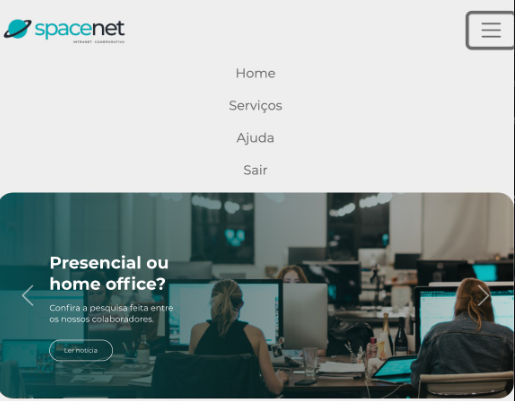 spacenet
INTRANET CORPORATIVA
Home
Serviços
Ajuda
Sair
Presencial ou
home office?
Confira a pesquisa feita entre
os nossos colaboradores.
Ler notícia